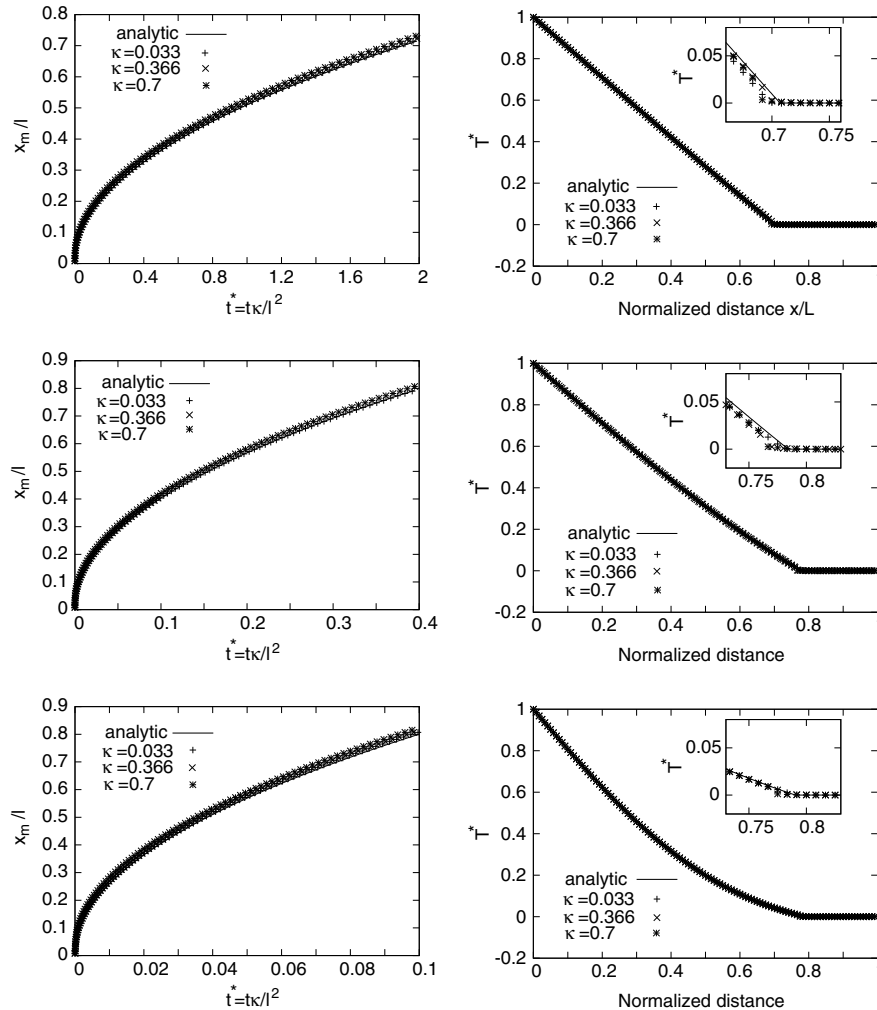 0.8
0.7
0.6
0.5
0.4
0.3
0.2
0.1
0
x_m/l
analytic
κ=0.033
κ=0.366
κ=0.7
0 0.4 0.8 1.2 1.6 2
t*=tκ/l²
1
0.8
0.6
0.4
0.2
0
-0.2
T*
analytic
κ=0.033
κ=0.366
κ=0.7
0.05
0
T*
0.7 0.75
0 0.2 0.4 0.6 0.8
Normalized distance x/L
0.9
0.8
0.7
0.6
0.5
0.4
0.3
0.2
0.1
0
x_m/l
analytic
κ=0.033
κ=0.366
κ=0.7
0 0.1 0.2 0.3 0.4
t*=tκ/l²
1
0.8
0.6
0.4
0.2
0
-0.2
T*
analytic
κ=0.033
κ=0.366
κ=0.7
0.05
0
T*
0.75 0.8
0 0.2 0.4 0.6 0.8
Normalized distance
0.9
0.8
0.7
0.6
0.5
0.4
0.3
0.2
0.1
0
x_m/l
analytic
κ=0.033
κ=0.366
κ=0.7
0 0.02 0.04 0.06 0.08 0.1
t*=tκ/l²
1
0.8
0.6
0.4
0.2
0
-0.2
T*
analytic
κ=0.033
κ=0.366
κ=0.7
0.05
0
T*
0.75 0.8
0 0.2 0.4 0.6 0.8
Normalized distance